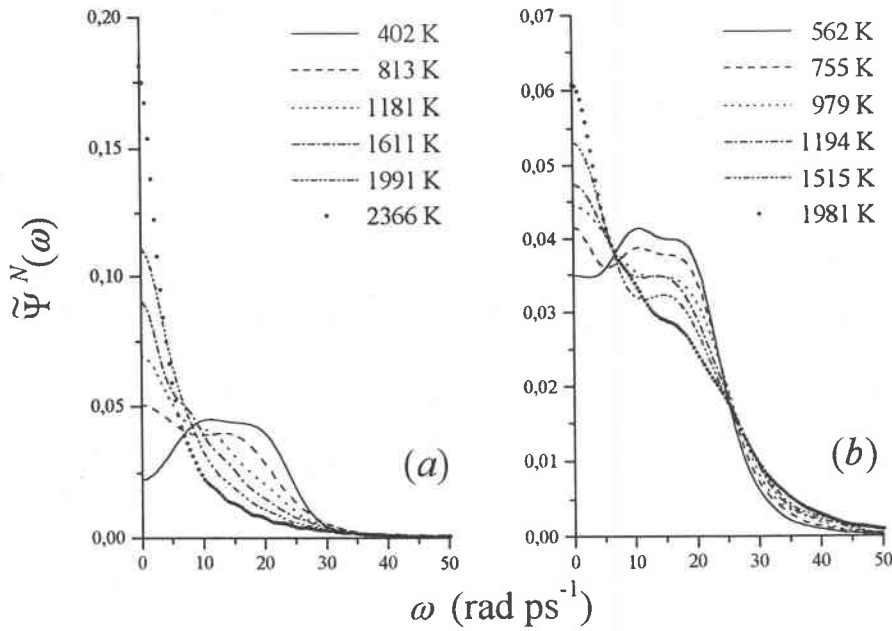 0,20
0,15
0,10
0,05
0,00
402 K
813 K
1181 K
1611 K
1991 K
2366 K
(a)
0 10 20 30 40 50
0,07
0,06
0,05
0,04
0,03
0,02
0,01
0,00
562 K
755 K
979 K
1194 K
1515 K
1981 K
(b)
0 10 20 30 40 50
Ψ̃ᴺ(ω)
ω (rad ps⁻¹)